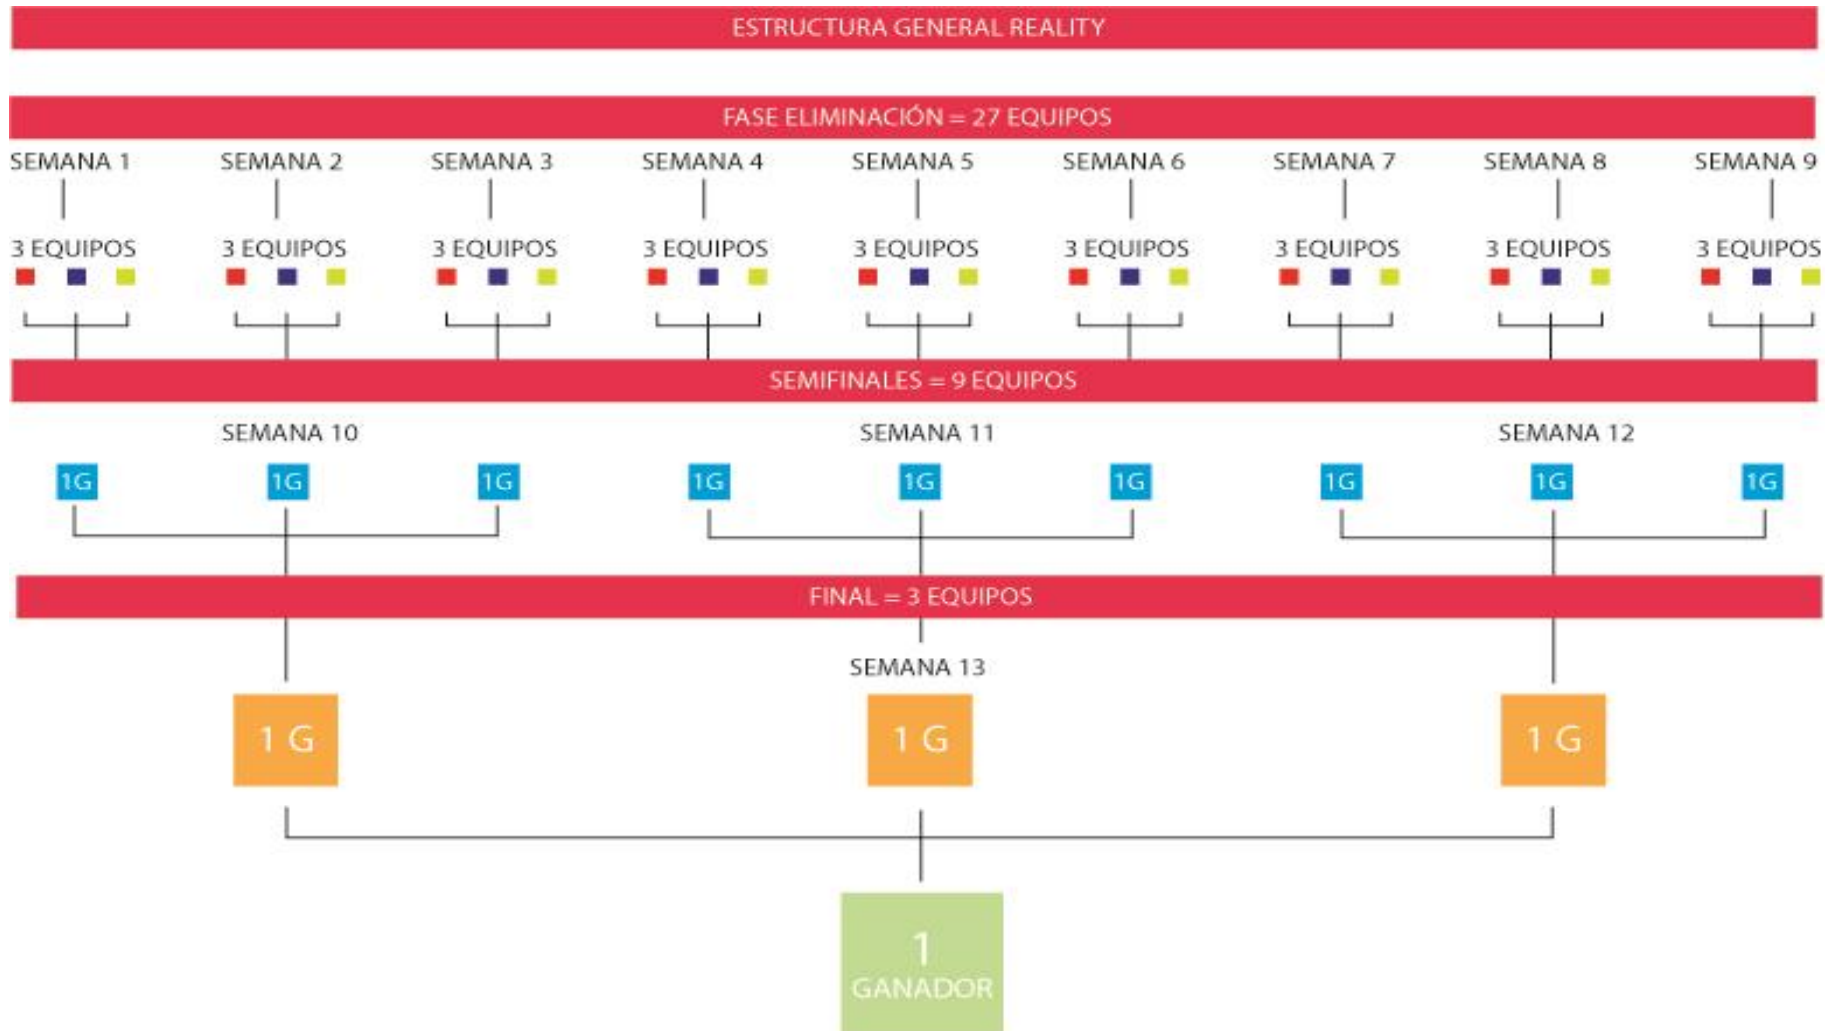 ESTRUCTURA GENERAL REALITY
FASE ELIMINACIÓN = 27 EQUIPOS
SEMANA 1 SEMANA 2 SEMANA 3 SEMANA 4 SEMANA 5 SEMANA 6 SEMANA 7 SEMANA 8 SEMANA 9
3 EQUIPOS 3 EQUIPOS 3 EQUIPOS 3 EQUIPOS 3 EQUIPOS 3 EQUIPOS 3 EQUIPOS 3 EQUIPOS 3 EQUIPOS
SEMIFINALES = 9 EQUIPOS
SEMANA 10 SEMANA 11 SEMANA 12
1G 1G 1G 1G 1G 1G 1G 1G 1G
FINAL = 3 EQUIPOS
SEMANA 13
1 G 1 G 1 G
1
GANADOR